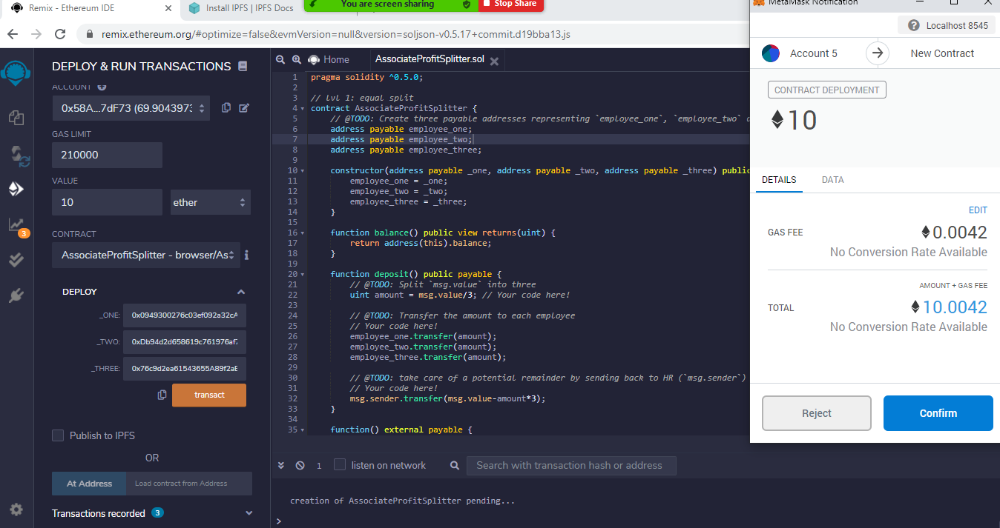 Remix - Ethereum IDE
Install IPFS | IPFS Docs
You are screen sharing
Stop Share
MetaMask Notification
remix.ethereum.org/#optimize=false&evmVersion=null&version=soljson-v0.5.17+commit.d19bba13.js
Localhost 8545
DEPLOY & RUN TRANSACTIONS
ACCOUNT
0x58A...7dF73 (69.9043973
GAS LIMIT
210000
VALUE
10
ether
CONTRACT
AssociateProfitSplitter - browser/As
DEPLOY
_ONE:
0x0949300276c03ef092a32cA
_TWO:
0xDb94d2d658619c761976af7
_THREE:
0x76c9d2ea61543655A89f2aE
transact
Publish to IPFS
OR
At Address
Load contract from Address
Transactions recorded 3
3
Home
AssociateProfitSplitter.sol
1 pragma solidity ^0.5.0;
2
3 // lvl 1: equal split
4 contract AssociateProfitSplitter {
5 // @TODO: Create three payable addresses representing `employee_one`, `employee_two`
6 address payable employee_one;
7 address payable employee_two;
8 address payable employee_three;
9
10 constructor(address payable _one, address payable _two, address payable _three) public
11 employee_one = _one;
12 employee_two = _two;
13 employee_three = _three;
14 }
15
16 function balance() public view returns(uint) {
17 return address(this).balance;
18 }
19
20 function deposit() public payable {
21 // @TODO: Split `msg.value` into three
22 uint amount = msg.value/3; // Your code here!
23
24 // @TODO: Transfer the amount to each employee
25 // Your code here!
26 employee_one.transfer(amount);
27 employee_two.transfer(amount);
28 employee_three.transfer(amount);
29
30 // @TODO: take care of a potential remainder by sending back to HR (`msg.sender`)
31 // Your code here!
32 msg.sender.transfer(msg.value-amount*3);
33 }
34
35 function() external payable {
1
listen on network
Search with transaction hash or address
creation of AssociateProfitSplitter pending...
>
Account 5
New Contract
CONTRACT DEPLOYMENT
10
DETAILS
DATA
EDIT
GAS FEE
0.0042
No Conversion Rate Available
AMOUNT + GAS FEE
TOTAL
10.0042
No Conversion Rate Available
Reject
Confirm